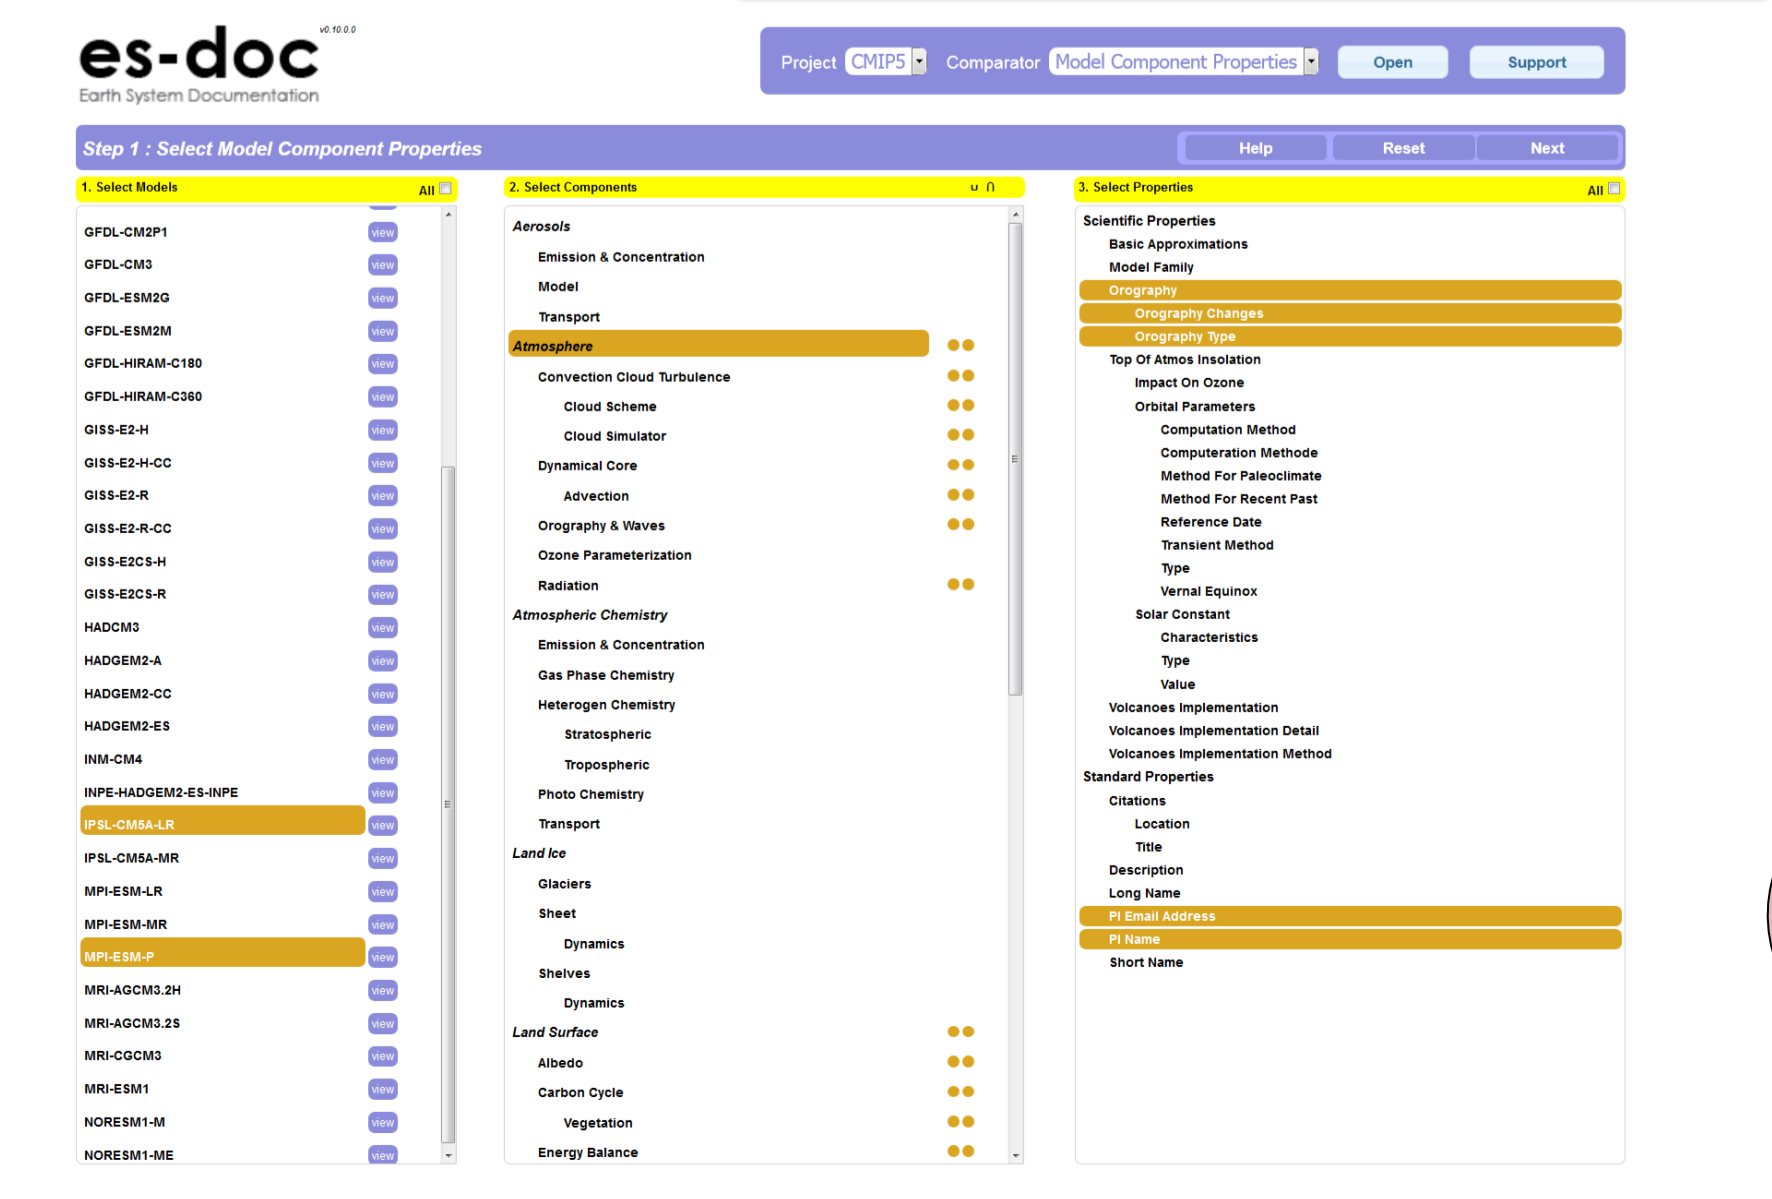 es-doc
v0.10.0.0
Earth System Documentation
Project CMIP5 Comparator Model Component Properties Open Support
Step 1 : Select Model Component Properties
Help Reset Next
1. Select Models All
GFDL-CM2P1 view
GFDL-CM3 view
GFDL-ESM2G view
GFDL-ESM2M view
GFDL-HIRAM-C180 view
GFDL-HIRAM-C360 view
GISS-E2-H view
GISS-E2-H-CC view
GISS-E2-R view
GISS-E2-R-CC view
GISS-E2CS-H view
GISS-E2CS-R view
HADCM3 view
HADGEM2-A view
HADGEM2-CC view
HADGEM2-ES view
INM-CM4 view
INPE-HADGEM2-ES-INPE view
IPSL-CM5A-LR view
IPSL-CM5A-MR view
MPI-ESM-LR view
MPI-ESM-MR view
MPI-ESM-P view
MRI-AGCM3.2H view
MRI-AGCM3.2S view
MRI-CGCM3 view
MRI-ESM1 view
NORESM1-M view
NORESM1-ME view
2. Select Components ∪ ∩
Aerosols
Emission & Concentration
Model
Transport
Atmosphere
Convection Cloud Turbulence
Cloud Scheme
Cloud Simulator
Dynamical Core
Advection
Orography & Waves
Ozone Parameterization
Radiation
Atmospheric Chemistry
Emission & Concentration
Gas Phase Chemistry
Heterogen Chemistry
Stratospheric
Tropospheric
Photo Chemistry
Transport
Land Ice
Glaciers
Sheet
Dynamics
Shelves
Dynamics
Land Surface
Albedo
Carbon Cycle
Vegetation
Energy Balance
3. Select Properties All
Scientific Properties
Basic Approximations
Model Family
Orography
Orography Changes
Orography Type
Top Of Atmos Insolation
Impact On Ozone
Orbital Parameters
Computation Method
Computeration Methode
Method For Paleoclimate
Method For Recent Past
Reference Date
Transient Method
Type
Vernal Equinox
Solar Constant
Characteristics
Type
Value
Volcanoes Implementation
Volcanoes Implementation Detail
Volcanoes Implementation Method
Standard Properties
Citations
Location
Title
Description
Long Name
PI Email Address
PI Name
Short Name